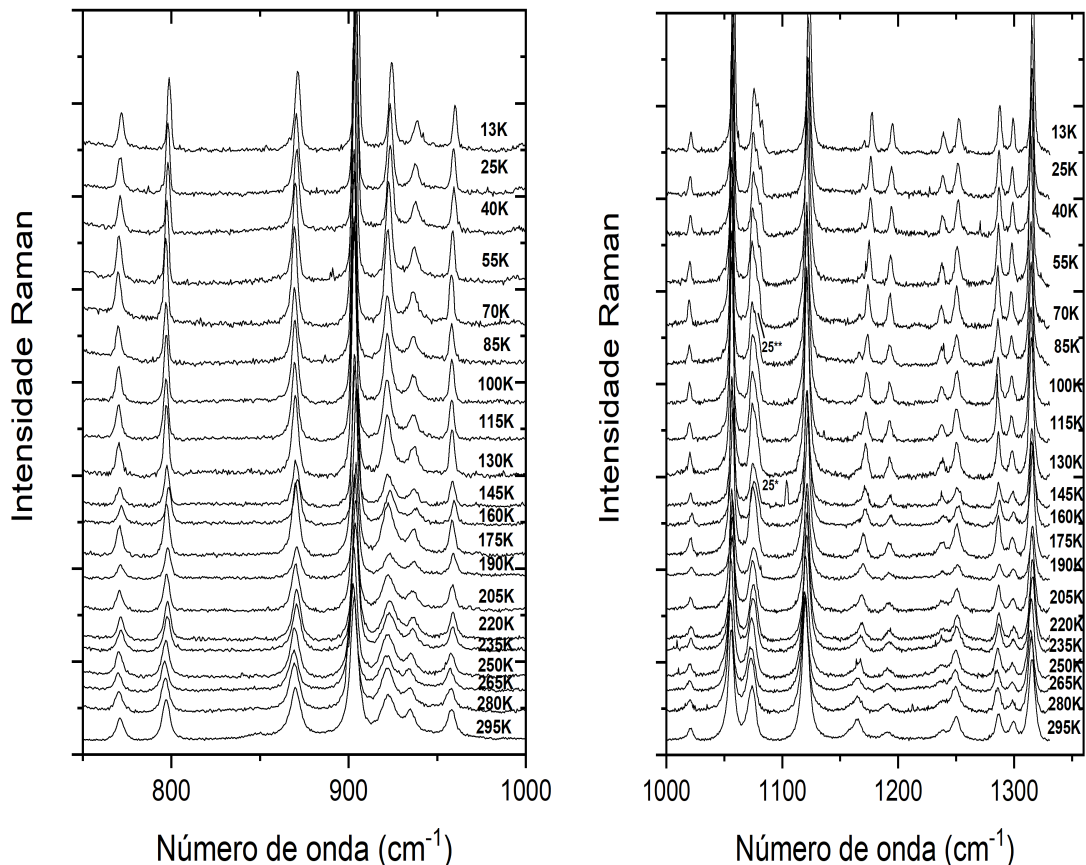 Intensidade Raman
13K
25K
40K
55K
70K
85K
100K
115K
130K
145K
160K
175K
190K
205K
220K
235K
250K
265K
280K
295K
800
900
1000
Número de onda (cm⁻¹)
Intensidade Raman
13K
25K
40K
55K
70K
25**
85K
100K
115K
130K
25*
145K
160K
175K
190K
205K
220K
235K
250K
265K
280K
295K
1000
1100
1200
1300
Número de onda (cm⁻¹)